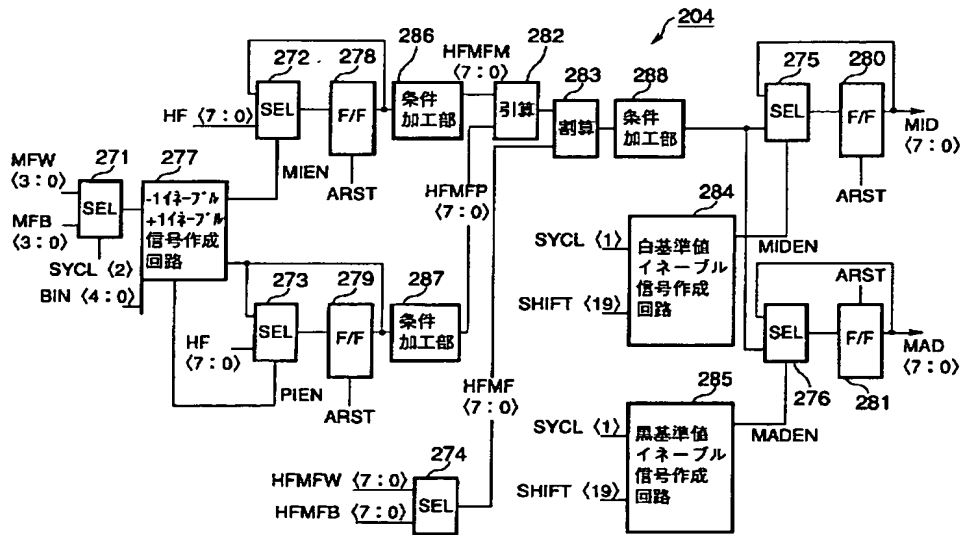 204
272
278
286
HFMFM
⟨7:0⟩
282
283
288
275
280
SEL
F/F
条件
加工部
引算
割算
条件
加工部
SEL
F/F
HF ⟨7:0⟩
MID
⟨7:0⟩
MFW
⟨3:0⟩
271
277
MIEN
ARST
ARST
SEL
-1イネーブル
+1イネーブル
信号作成
回路
MFB
⟨3:0⟩
SYCL ⟨2⟩
BIN ⟨4:0⟩
HFMFP
⟨7:0⟩
284
SYCL ⟨1⟩
白基準値
イネーブル
信号作成
回路
MIDEN
SHIFT ⟨19⟩
273
279
287
SEL
F/F
条件
加工部
HF
⟨7:0⟩
PIEN
ARST
ARST
SEL
F/F
MAD
⟨7:0⟩
276
281
HFMF
⟨7:0⟩
285
SYCL ⟨1⟩
黒基準値
イネーブル
信号作成
回路
MADEN
SHIFT ⟨19⟩
274
HFMFW ⟨7:0⟩
SEL
HFMFB ⟨7:0⟩